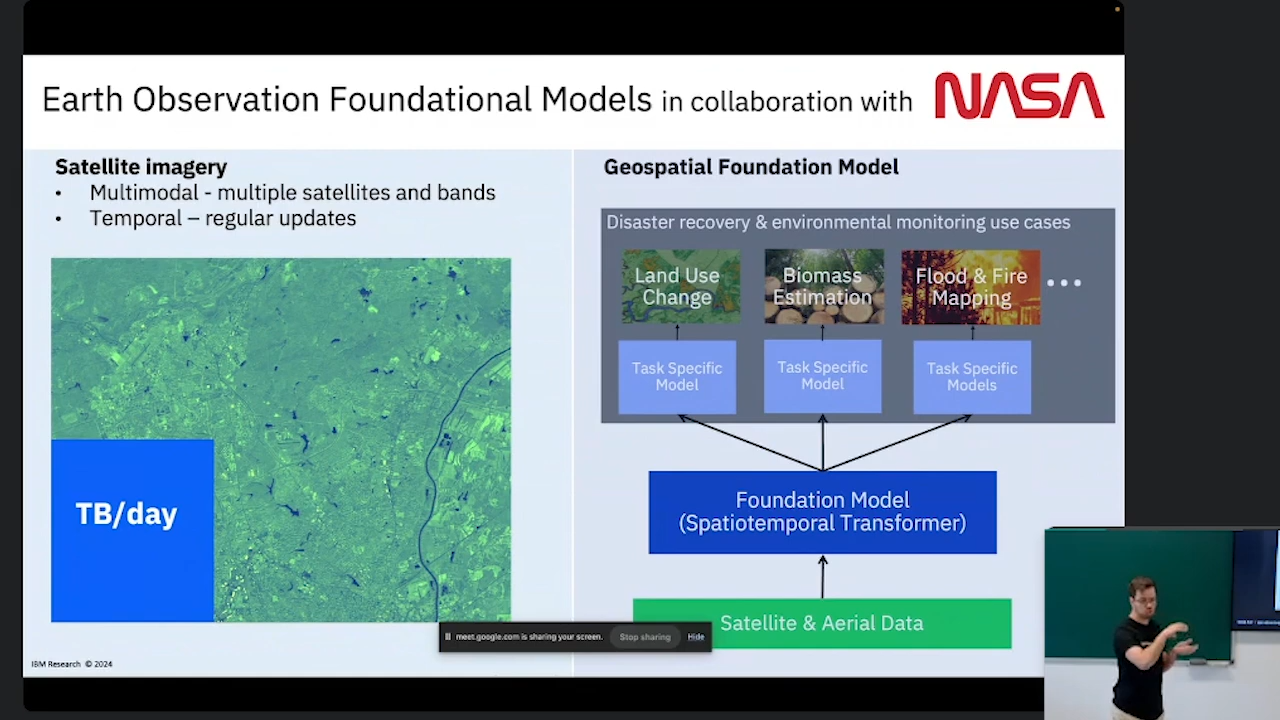 Earth Observation Foundational Models in collaboration with NASA
Satellite imagery
• Multimodal - multiple satellites and bands
• Temporal – regular updates
TB/day
IBM Research © 2024
Geospatial Foundation Model
Disaster recovery & environmental monitoring use cases
Land Use
Change
Biomass
Estimation
Flood & Fire
Mapping
•••
Task Specific
Model
Task Specific
Model
Task Specific
Models
Foundation Model
(Spatiotemporal Transformer)
Satellite & Aerial Data
meet.google.com is sharing your screen. Stop sharing Hide